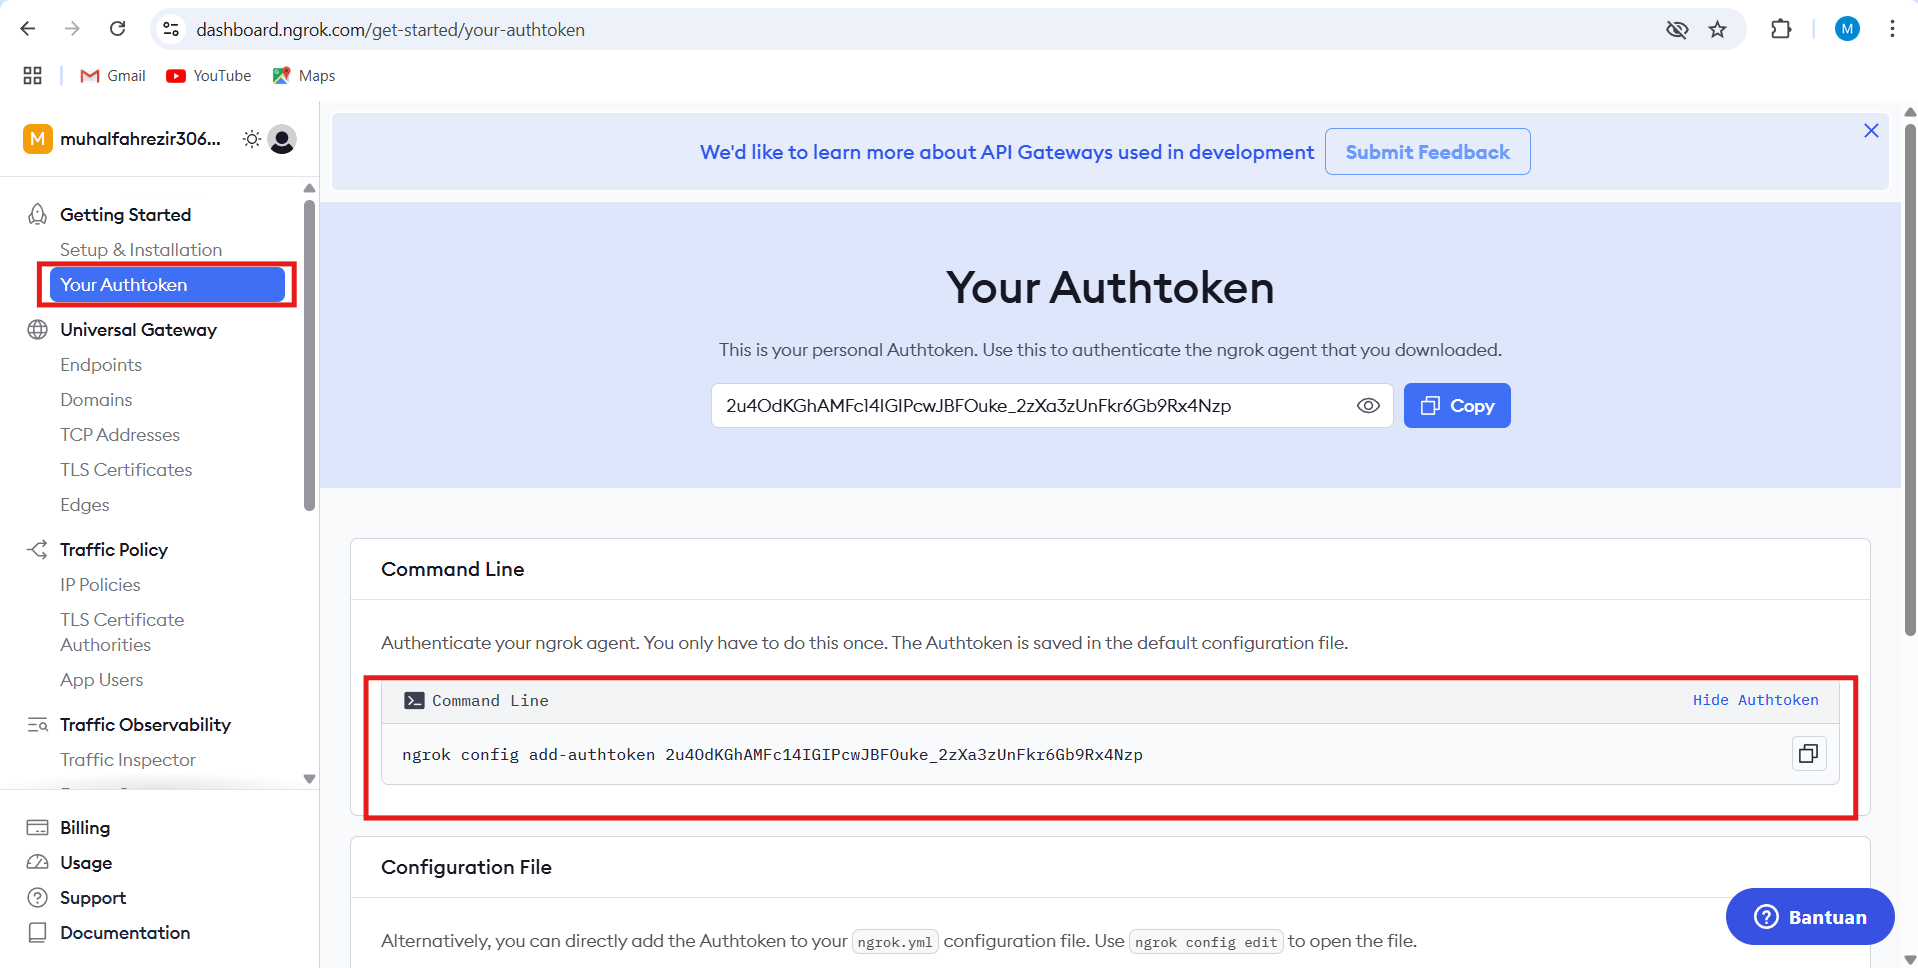 dashboard.ngrok.com/get-started/your-authtoken
M
Gmail
YouTube
Maps
M
muhalfahrezir306...
Getting Started
Setup & Installation
Your Authtoken
Universal Gateway
Endpoints
Domains
TCP Addresses
TLS Certificates
Edges
Traffic Policy
IP Policies
TLS Certificate
Authorities
App Users
Traffic Observability
Traffic Inspector
Billing
Usage
Support
Documentation
We'd like to learn more about API Gateways used in development
Submit Feedback
Your Authtoken
This is your personal Authtoken. Use this to authenticate the ngrok agent that you downloaded.
2u4OdKGhAMFc14IGIPcwJBFOuke_2zXa3zUnFkr6Gb9Rx4Nzp
Copy
Command Line
Authenticate your ngrok agent. You only have to do this once. The Authtoken is saved in the default configuration file.
Command Line
Hide Authtoken
ngrok config add-authtoken 2u4OdKGhAMFc14IGIPcwJBFOuke_2zXa3zUnFkr6Gb9Rx4Nzp
Configuration File
Alternatively, you can directly add the Authtoken to your ngrok.yml configuration file. Use ngrok config edit to open the file.
Bantuan